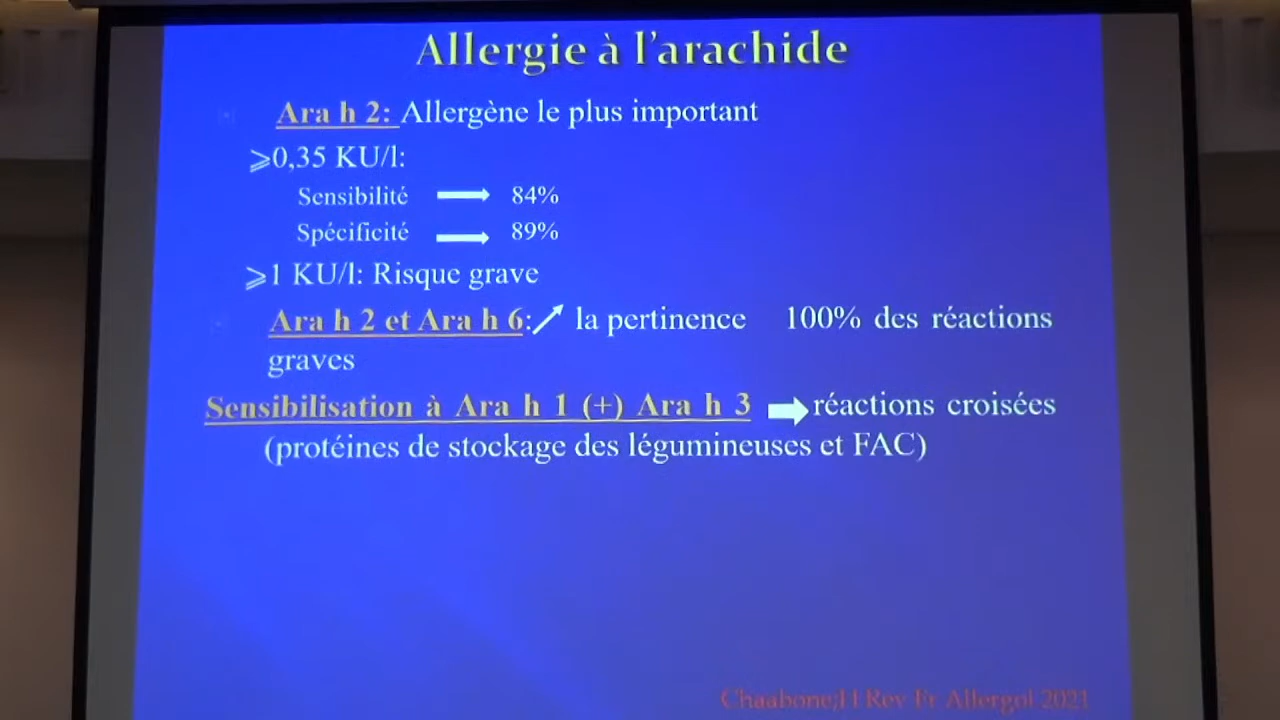 Allergie à l'arachide
Ara h 2: Allergène le plus important
⩾0,35 KU/l:
Sensibilité → 84%
Spécificité → 89%
⩾1 KU/l: Risque grave
Ara h 2 et Ara h 6:↗ la pertinence 100% des réactions
graves
Sensibilisation à Ara h 1 (+) Ara h 3 ➡ réactions croisées
(protéines de stockage des légumineuses et FAC)
Chaabone;H Rev Fr Allergol 2021